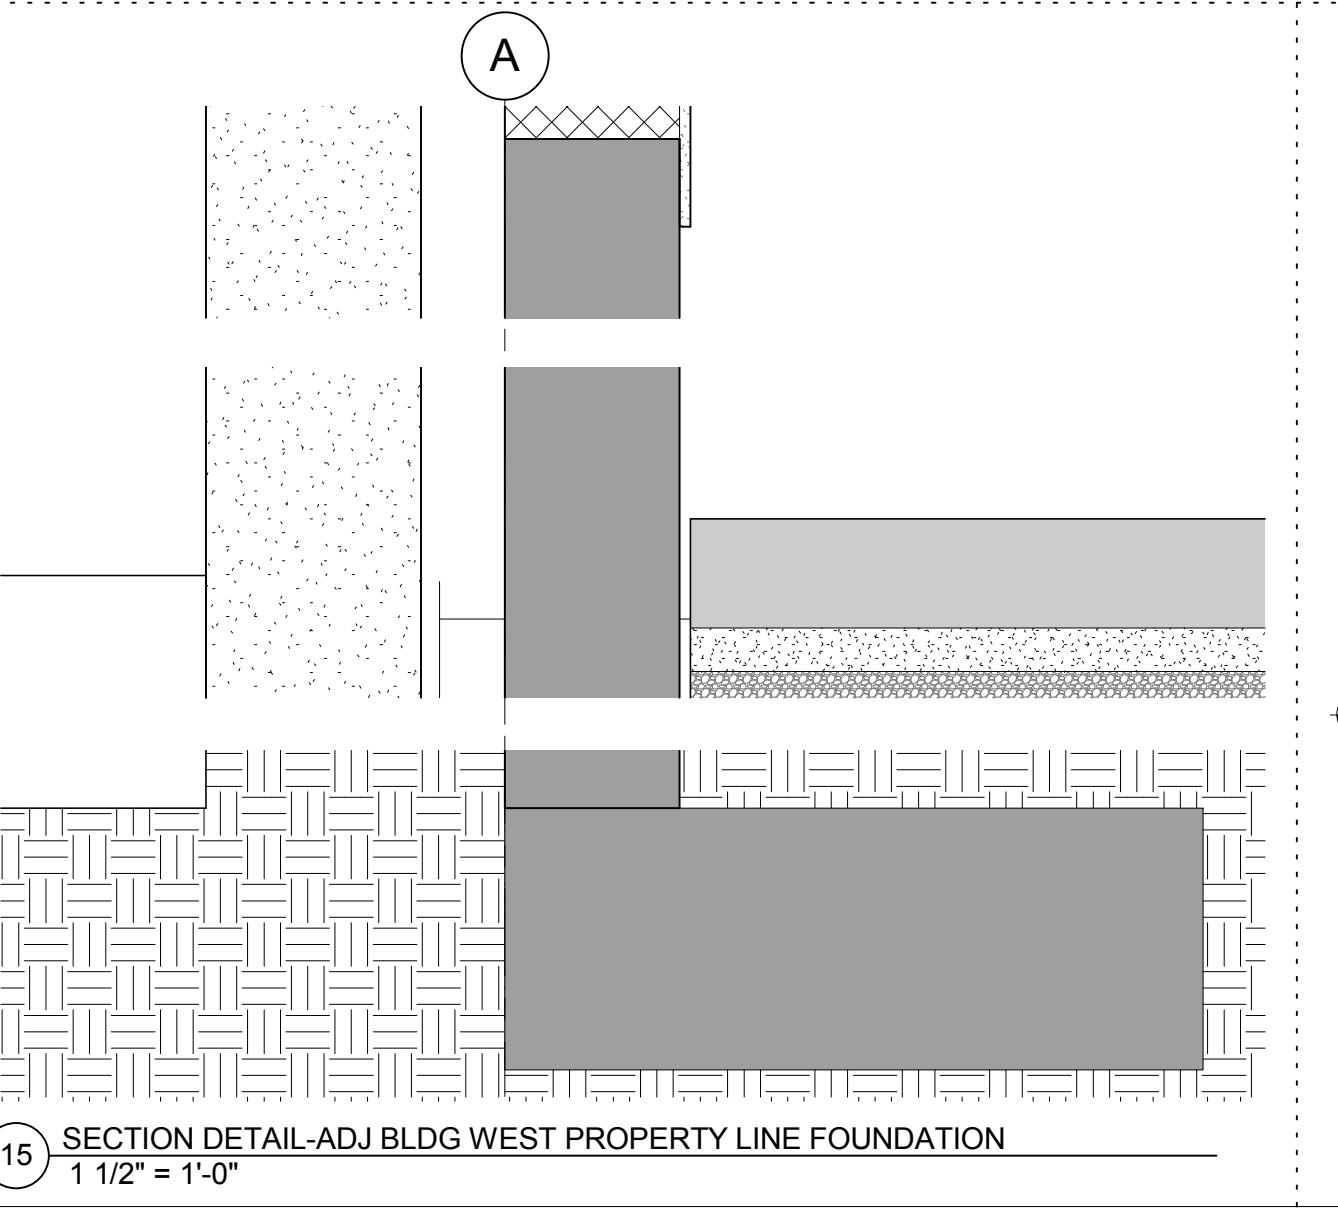 A
15
SECTION DETAIL-ADJ BLDG WEST PROPERTY LINE FOUNDATION
1 1/2" = 1'-0"